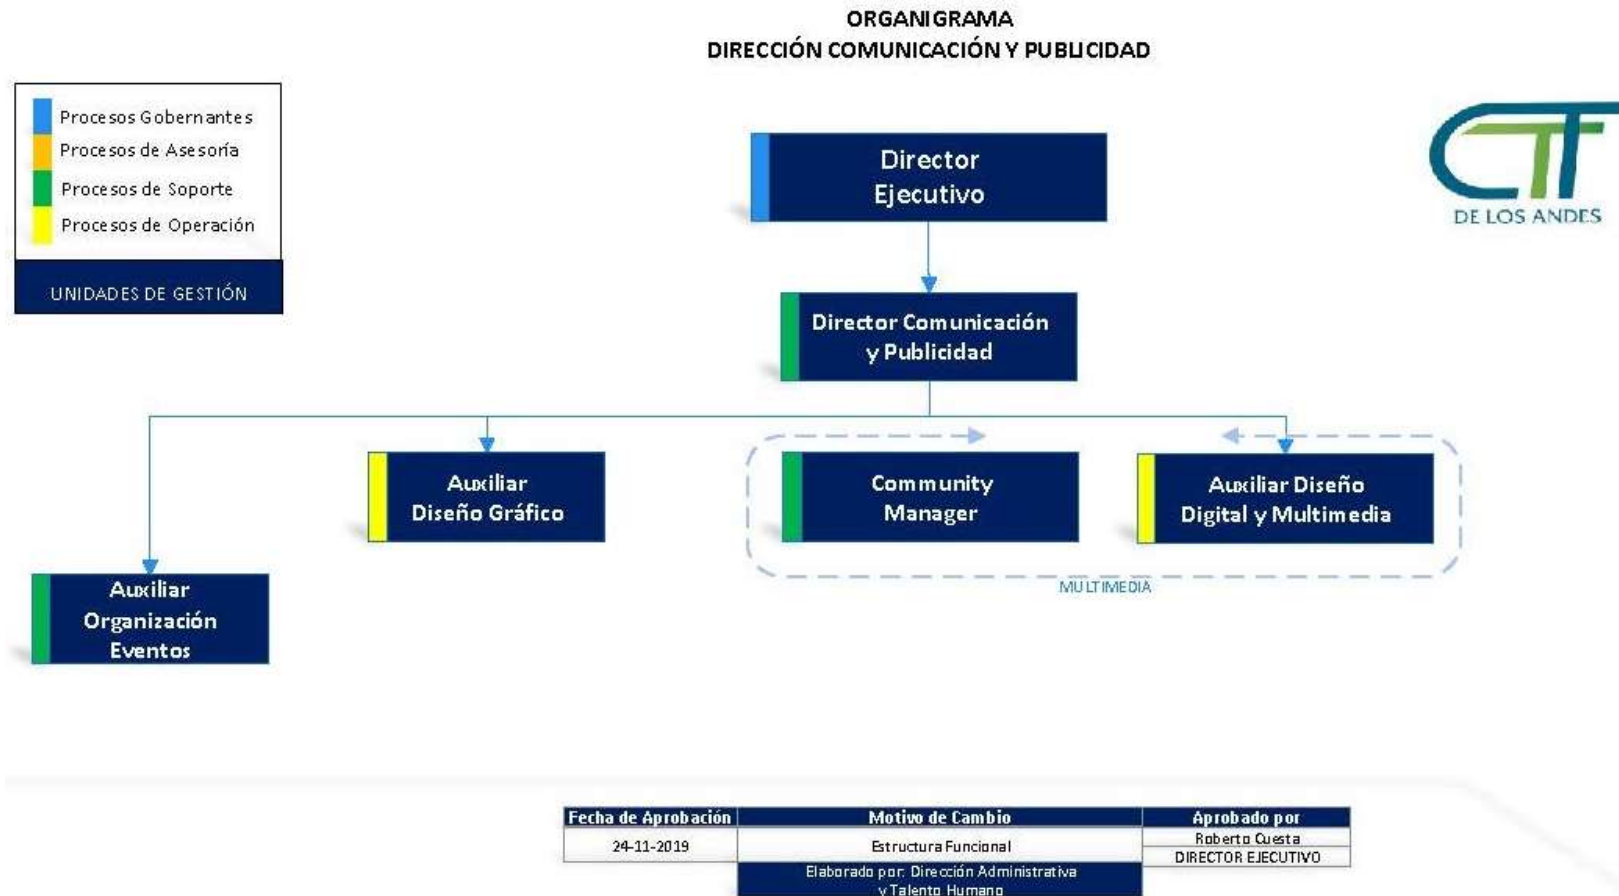 ORGANIGRAMA
DIRECCIÓN COMUNICACIÓN Y PUBLICIDAD
Procesos Gobernantes
Procesos de Asesoría
Procesos de Soporte
Procesos de Operación
UNIDADES DE GESTIÓN
CTT
DE LOS ANDES
Director
Ejecutivo
Director Comunicación
y Publicidad
Auxiliar
Diseño Gráfico
Community
Manager
Auxiliar Diseño
Digital y Multimedia
MULTIMEDIA
Auxiliar
Organización
Eventos
Fecha de Aprobación
Motivo de Cambio
Aprobado por
24-11-2019
Estructura Funcional
Roberto Cuesta
DIRECTOR EJECUTIVO
Elaborado por: Dirección Administrativa
y Talento Humano